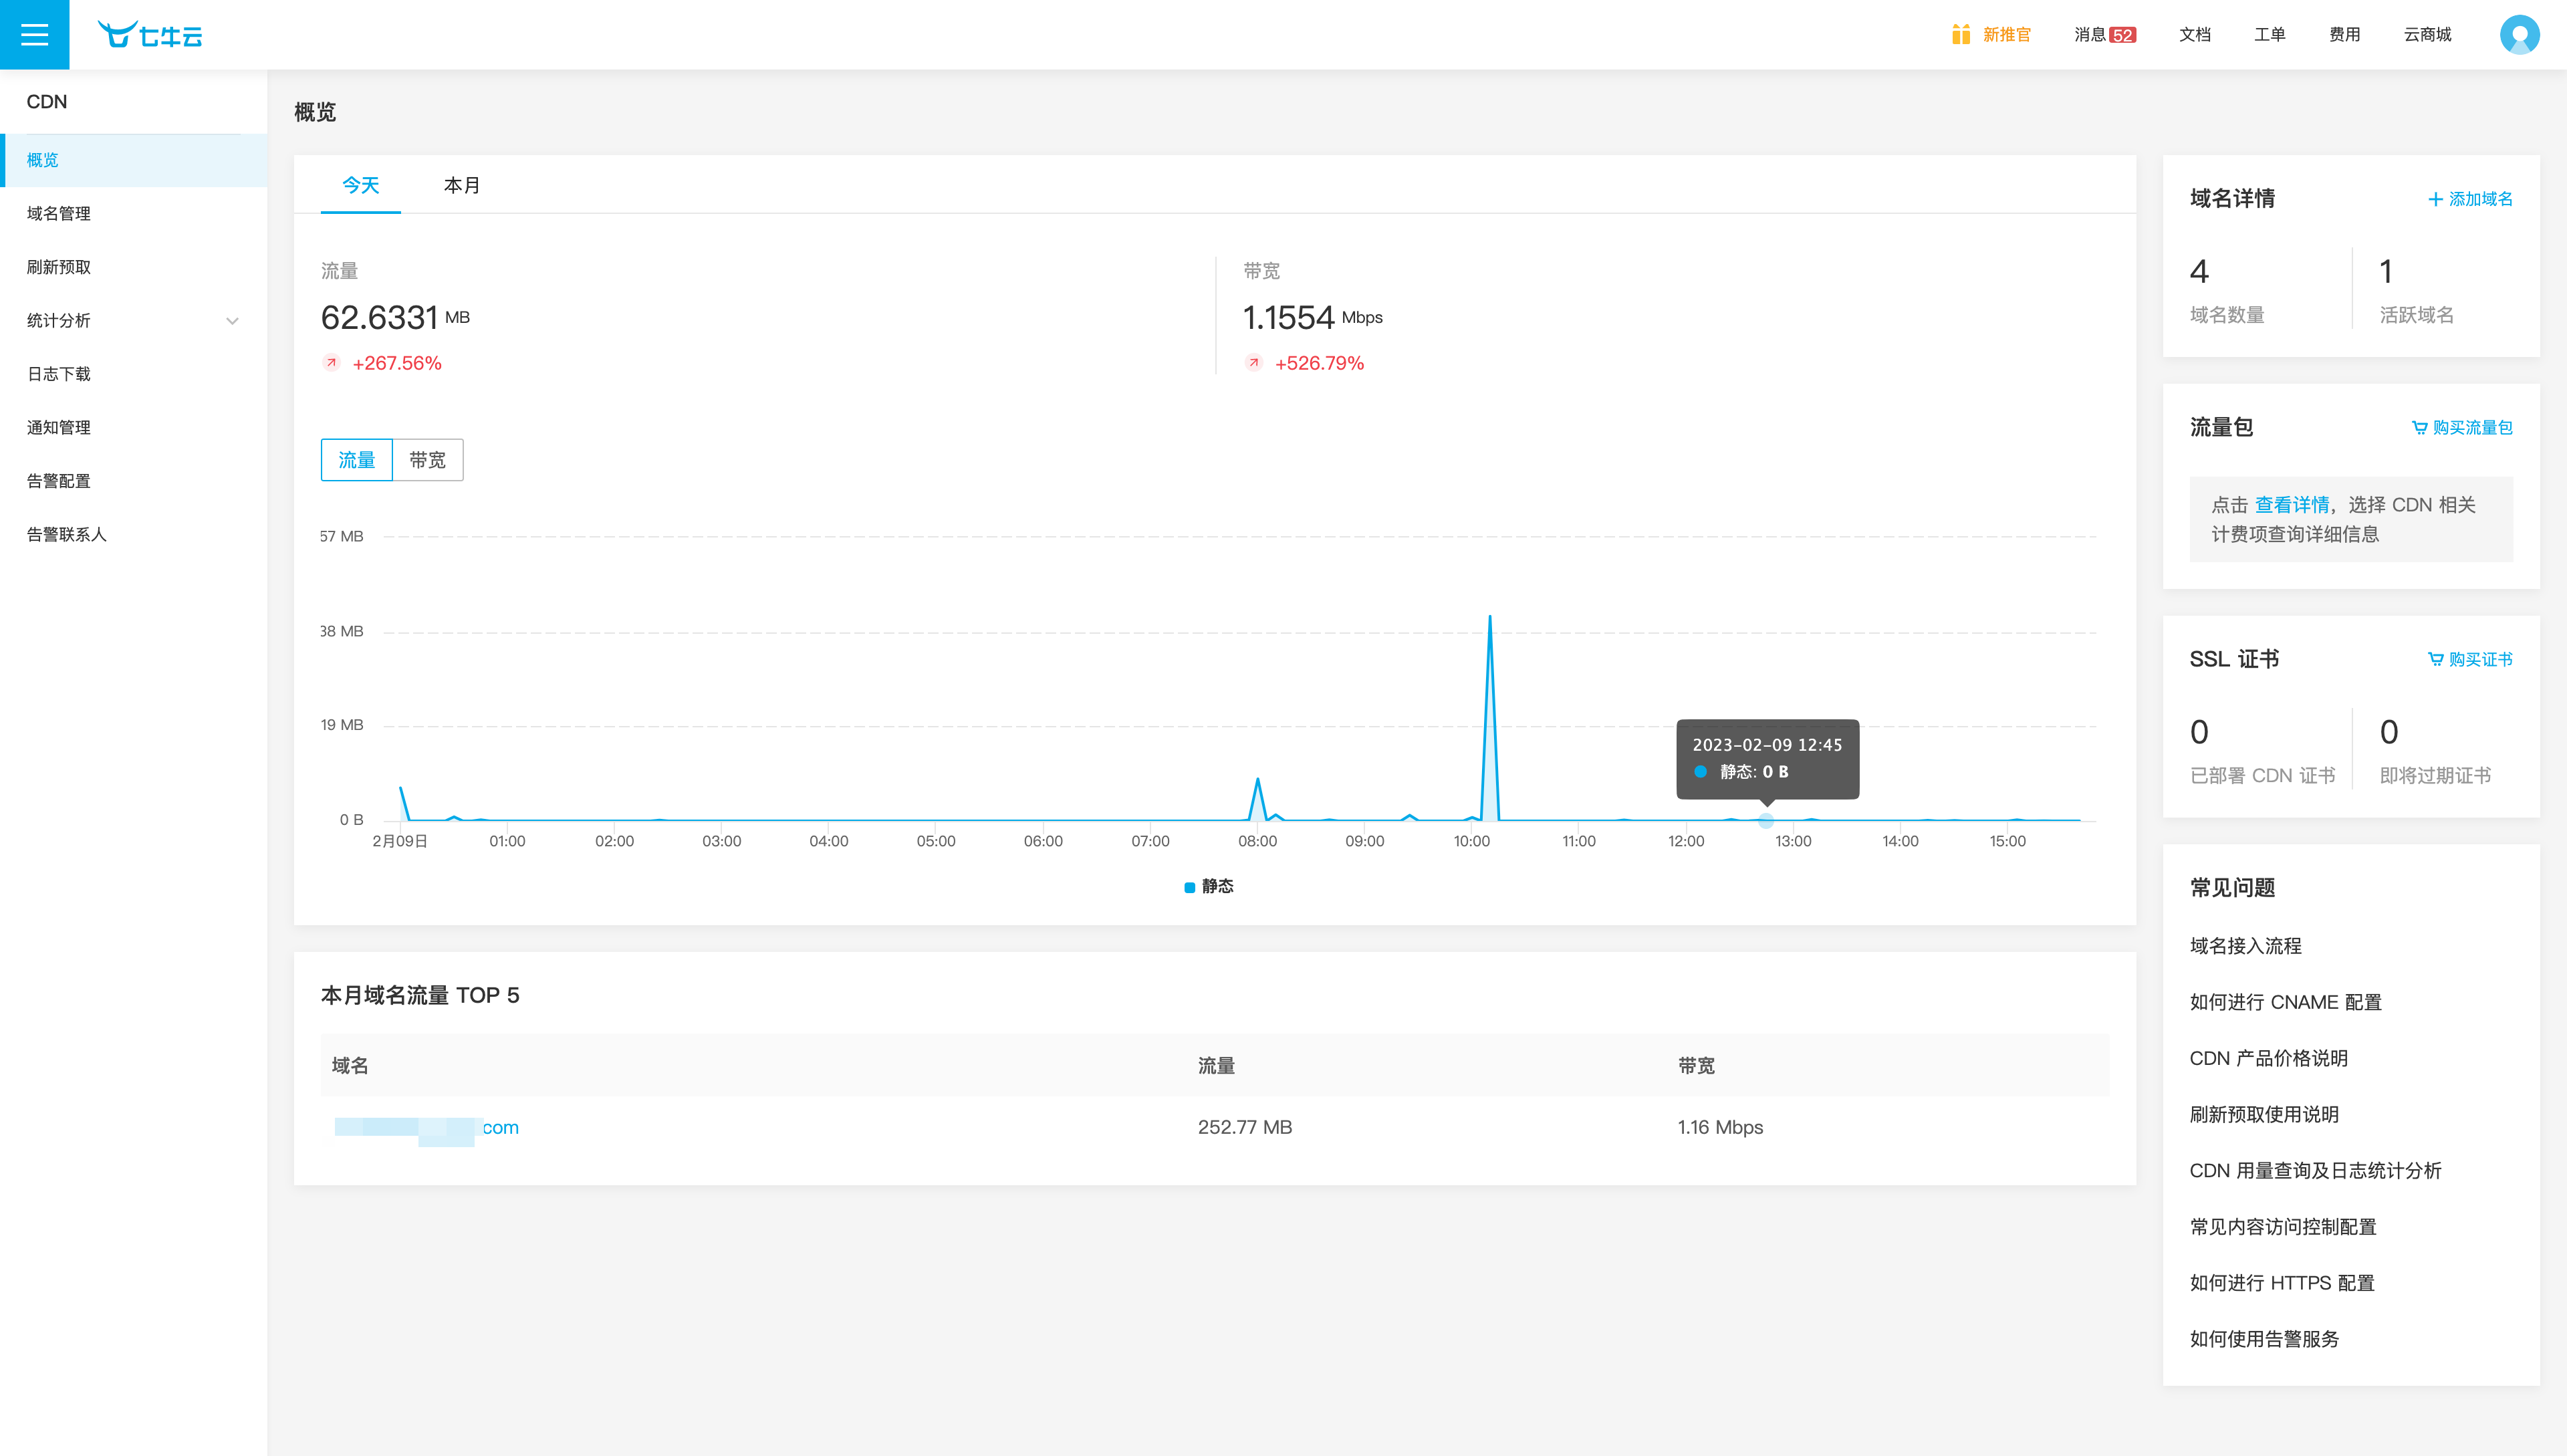 七牛云
新推官
消息 52
文档
工单
费用
云商城
CDN
概览
域名管理
刷新预取
统计分析
日志下载
通知管理
告警配置
告警联系人
概览
今天
本月
流量
62.6331 MB
+267.56%
带宽
1.1554 Mbps
+526.79%
流量
带宽
57 MB
38 MB
19 MB
0 B
2023-02-09 12:45
静态: 0 B
2月09日
01:00
02:00
03:00
04:00
05:00
06:00
07:00
08:00
09:00
10:00
11:00
12:00
13:00
14:00
15:00
静态
本月域名流量 TOP 5
域名
流量
带宽
com
252.77 MB
1.16 Mbps
域名详情
添加域名
4
域名数量
1
活跃域名
流量包
购买流量包
点击 查看详情，选择 CDN 相关
计费项查询详细信息
SSL 证书
购买证书
0
已部署 CDN 证书
0
即将过期证书
常见问题
域名接入流程
如何进行 CNAME 配置
CDN 产品价格说明
刷新预取使用说明
CDN 用量查询及日志统计分析
常见内容访问控制配置
如何进行 HTTPS 配置
如何使用告警服务